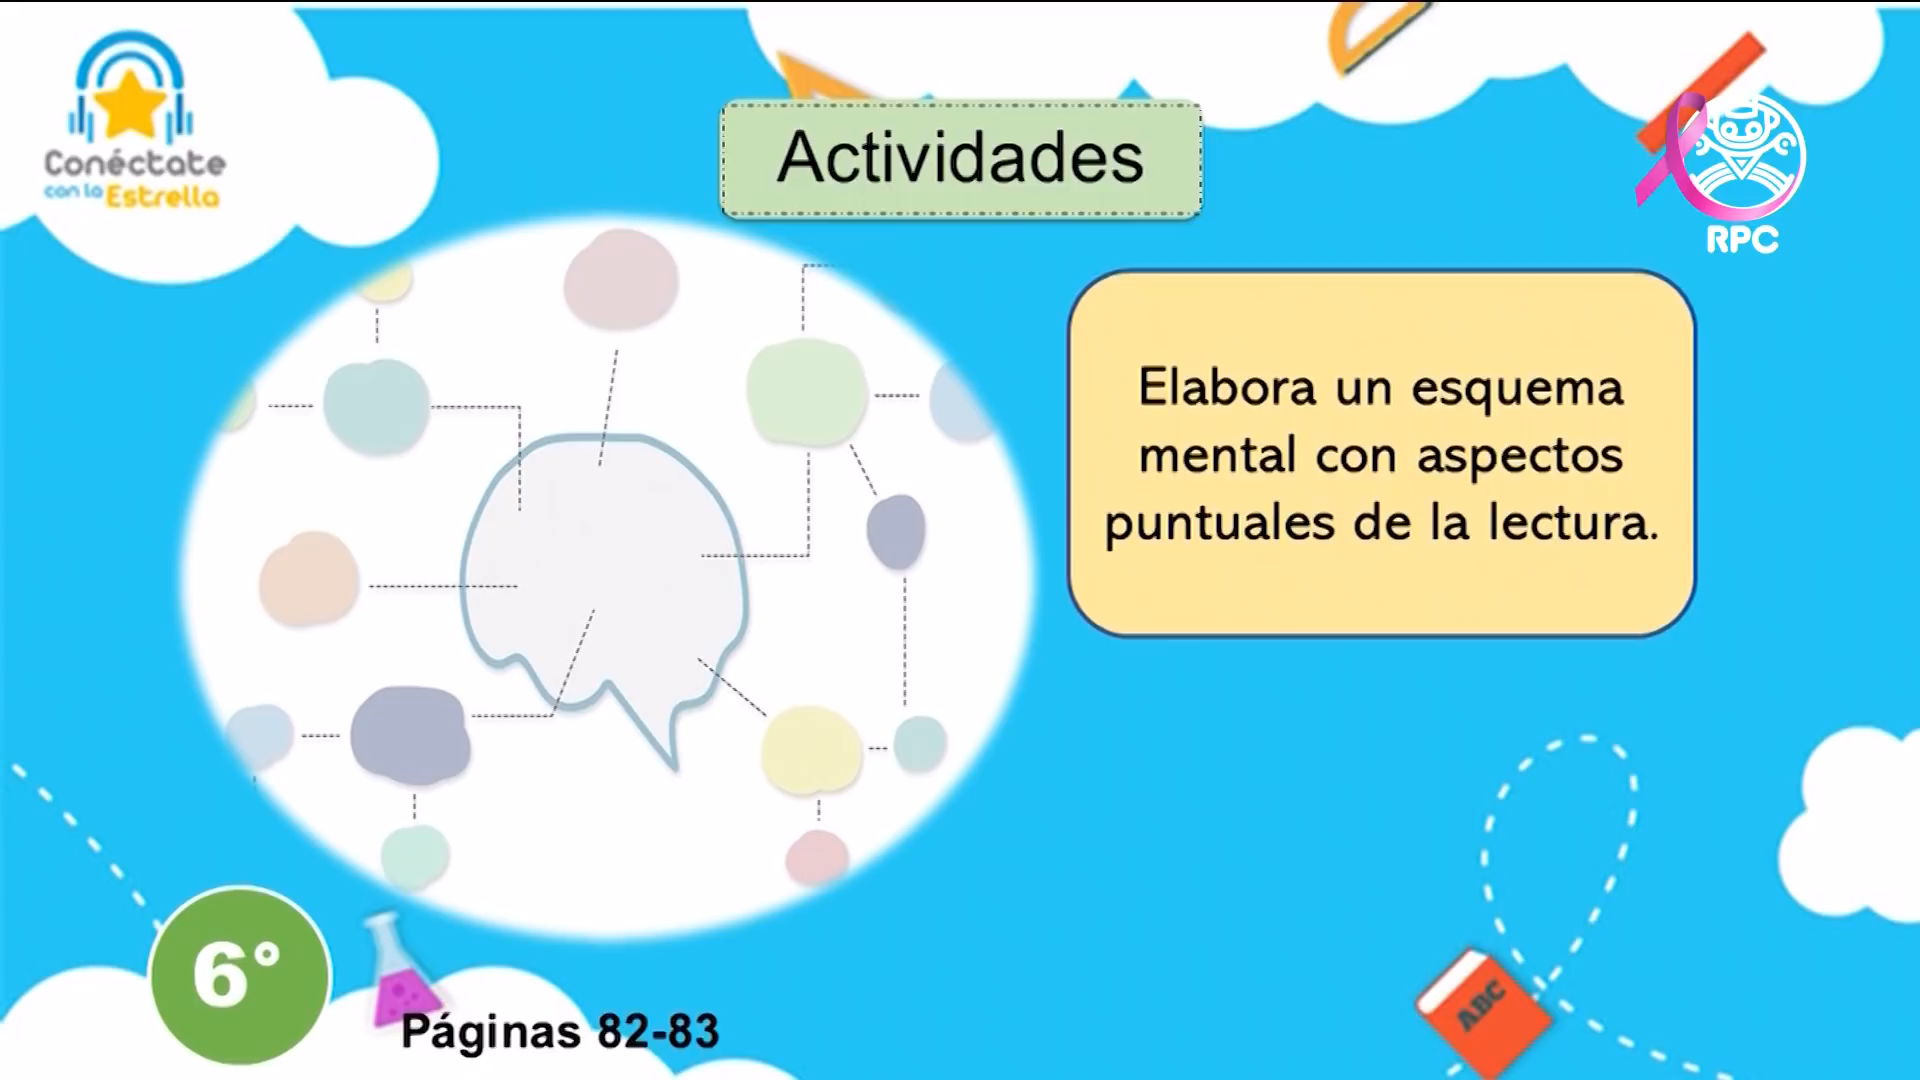 Conéctate
con la Estrella
Actividades
RPC
Elabora un esquema
mental con aspectos
puntuales de la lectura.
6°
Páginas 82-83
ABC